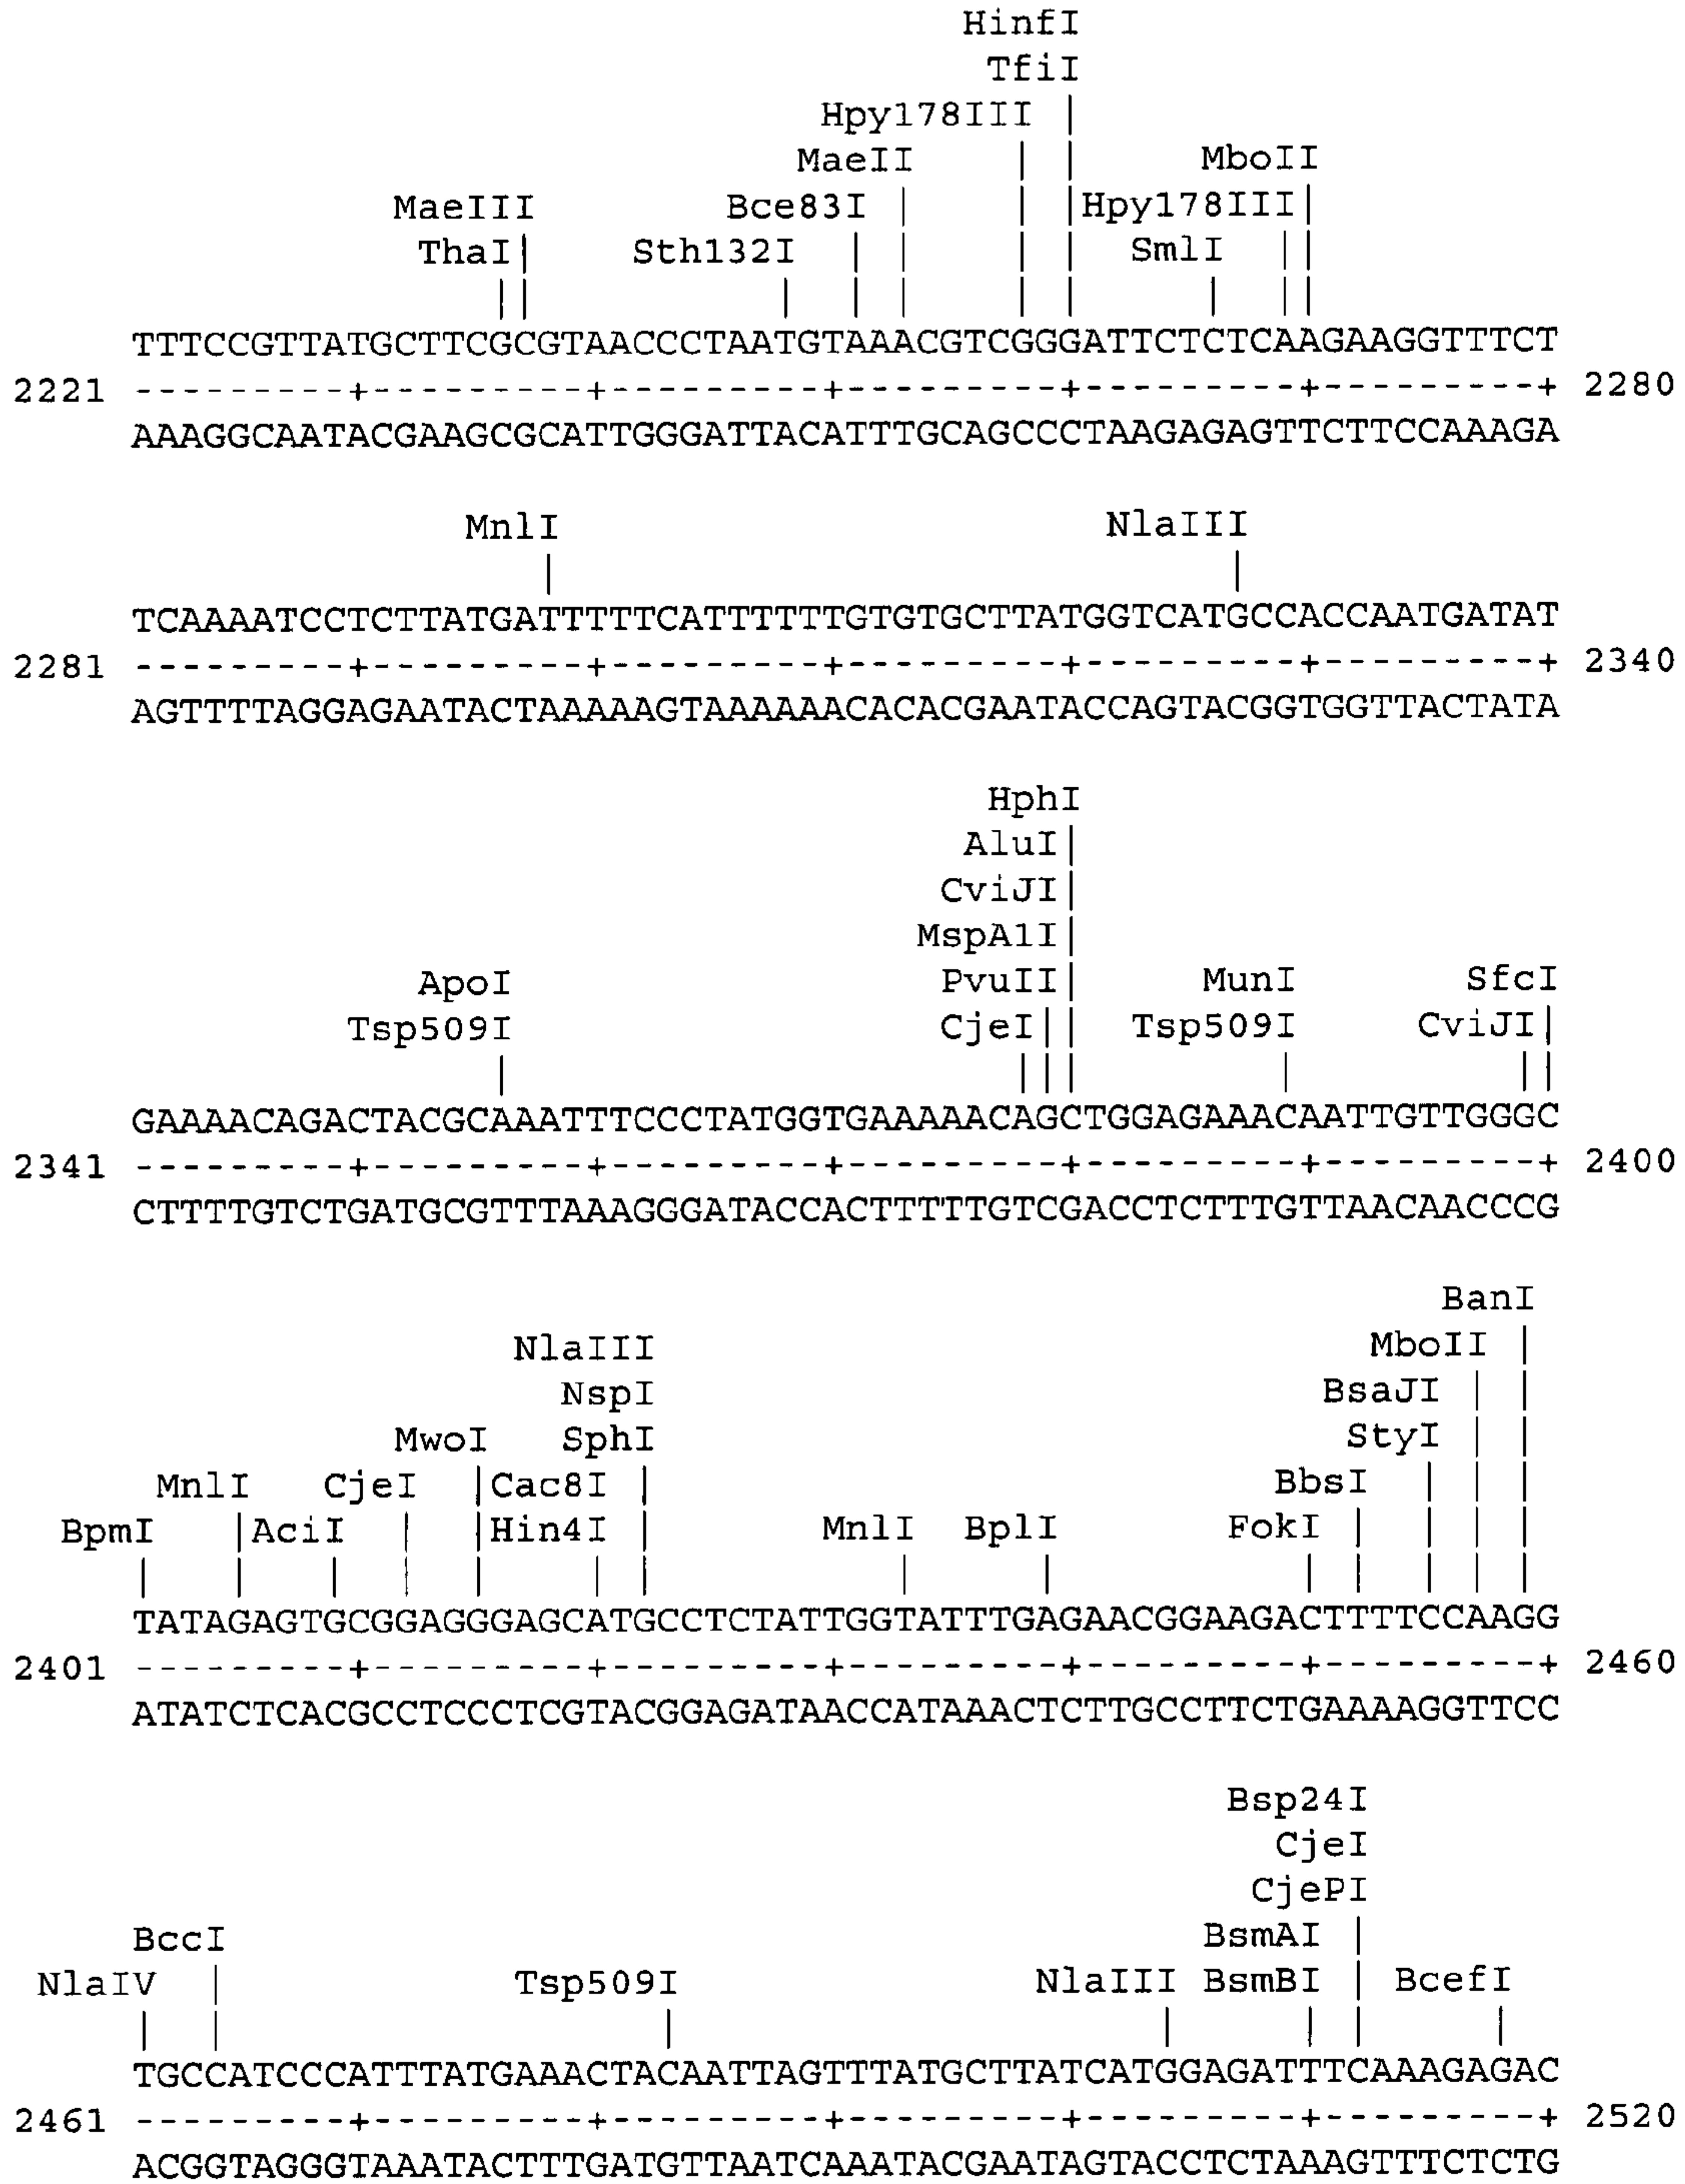 HinfI
TfiI
Hpy178III |
MaeII | | MboII
MaeIII Bce83I | | |Hpy178III|
ThaI| Sth132I | | | | SmlI ||
|| | | | | | | ||
TTTCCGTTATGCTTCGCGTAACCCTAATGTAAACGTCGGGATTCTCTCAAGAAGGTTTCT
2221 ---------+---------+---------+---------+---------+---------+ 2280
AAAGGCAATACGAAGCGCATTGGGATTACATTTGCAGCCCTAAGAGAGTTCTTCCAAAGA
MnlI NlaIII
| |
TCAAAATCCTCTTATGATTTTTCATTTTTTGTGTGCTTATGGTCATGCCACCAATGATAT
2281 ---------+---------+---------+---------+---------+---------+ 2340
AGTTTTAGGAGAATACTAAAAAGTAAAAAACACACGAATACCAGTACGGTGGTTACTATA
HphI
AluI|
CviJI|
MspA1I|
ApoI PvuII| MunI SfcI
Tsp509I CjeI|| Tsp509I CviJI|
| ||| | ||
GAAAACAGACTACGCAAATTTCCCTATGGTGAAAAACAGCTGGAGAAACAATTGTTGGGC
2341 ---------+---------+---------+---------+---------+---------+ 2400
CTTTTGTCTGATGCGTTTAAAGGGATACCACTTTTTGTCGACCTCTTTGTTAACAACCCG
BanI
NlaIII MboII |
NspI BsaJI | |
MwoI SphI StyI | |
MnlI CjeI |Cac8I | BbsI | | |
BpmI |AciI | |Hin4I | MnlI BplI FokI | | | |
| | | | | | | | | | | | | |
TATAGAGTGCGGAGGGAGCATGCCTCTATTGGTATTTGAGAACGGAAGACTTTTCCAAGG
2401 ---------+---------+---------+---------+---------+---------+ 2460
ATATCTCACGCCTCCCTCGTACGGAGATAACCATAAACTCTTGCCTTCTGAAAAGGTTCC
Bsp24I
CjeI
CjePI
BccI BsmAI |
NlaIV | Tsp509I NlaIII BsmBI | BcefI
| | | | | | |
TGCCATCCCATTTATGAAACTACAATTAGTTTATGCTTATCATGGAGATTTCAAAGAGAC
2461 ---------+---------+---------+---------+---------+---------+ 2520
ACGGTAGGGTAAATACTTTGATGTTAATCAAATACGAATAGTACCTCTAAAGTTTCTCTG